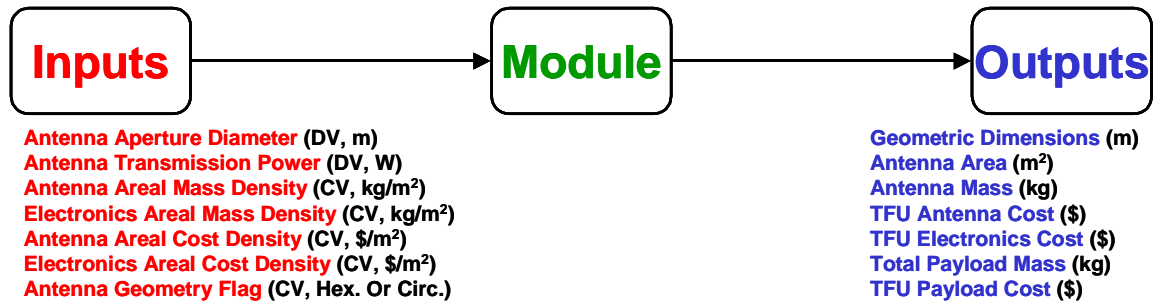 Inputs
Module
Outputs
Antenna Aperture Diameter (DV, m)
Antenna Transmission Power (DV, W)
Antenna Areal Mass Density (CV, kg/m²)
Electronics Areal Mass Density (CV, kg/m²)
Antenna Areal Cost Density (CV, $/m²)
Electronics Areal Cost Density (CV, $/m²)
Antenna Geometry Flag (CV, Hex. Or Circ.)
Geometric Dimensions (m)
Antenna Area (m²)
Antenna Mass (kg)
TFU Antenna Cost ($)
TFU Electronics Cost ($)
Total Payload Mass (kg)
TFU Payload Cost ($)